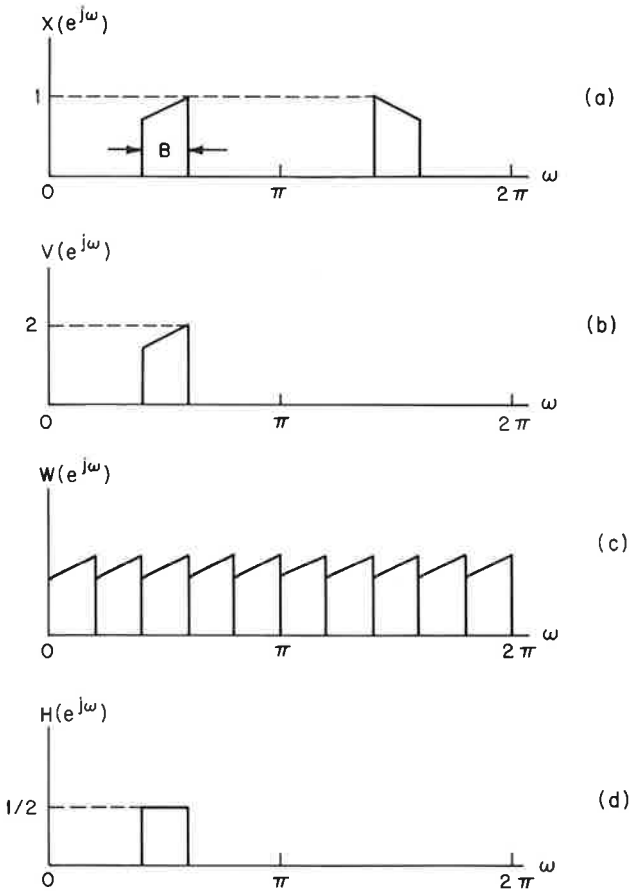 X(e^{jω})
1
(a)
B
0
π
2π
ω
V(e^{jω})
2
(b)
0
π
2π
ω
W(e^{jω})
(c)
0
π
2π
ω
H(e^{jω})
1/2
(d)
0
π
2π
ω